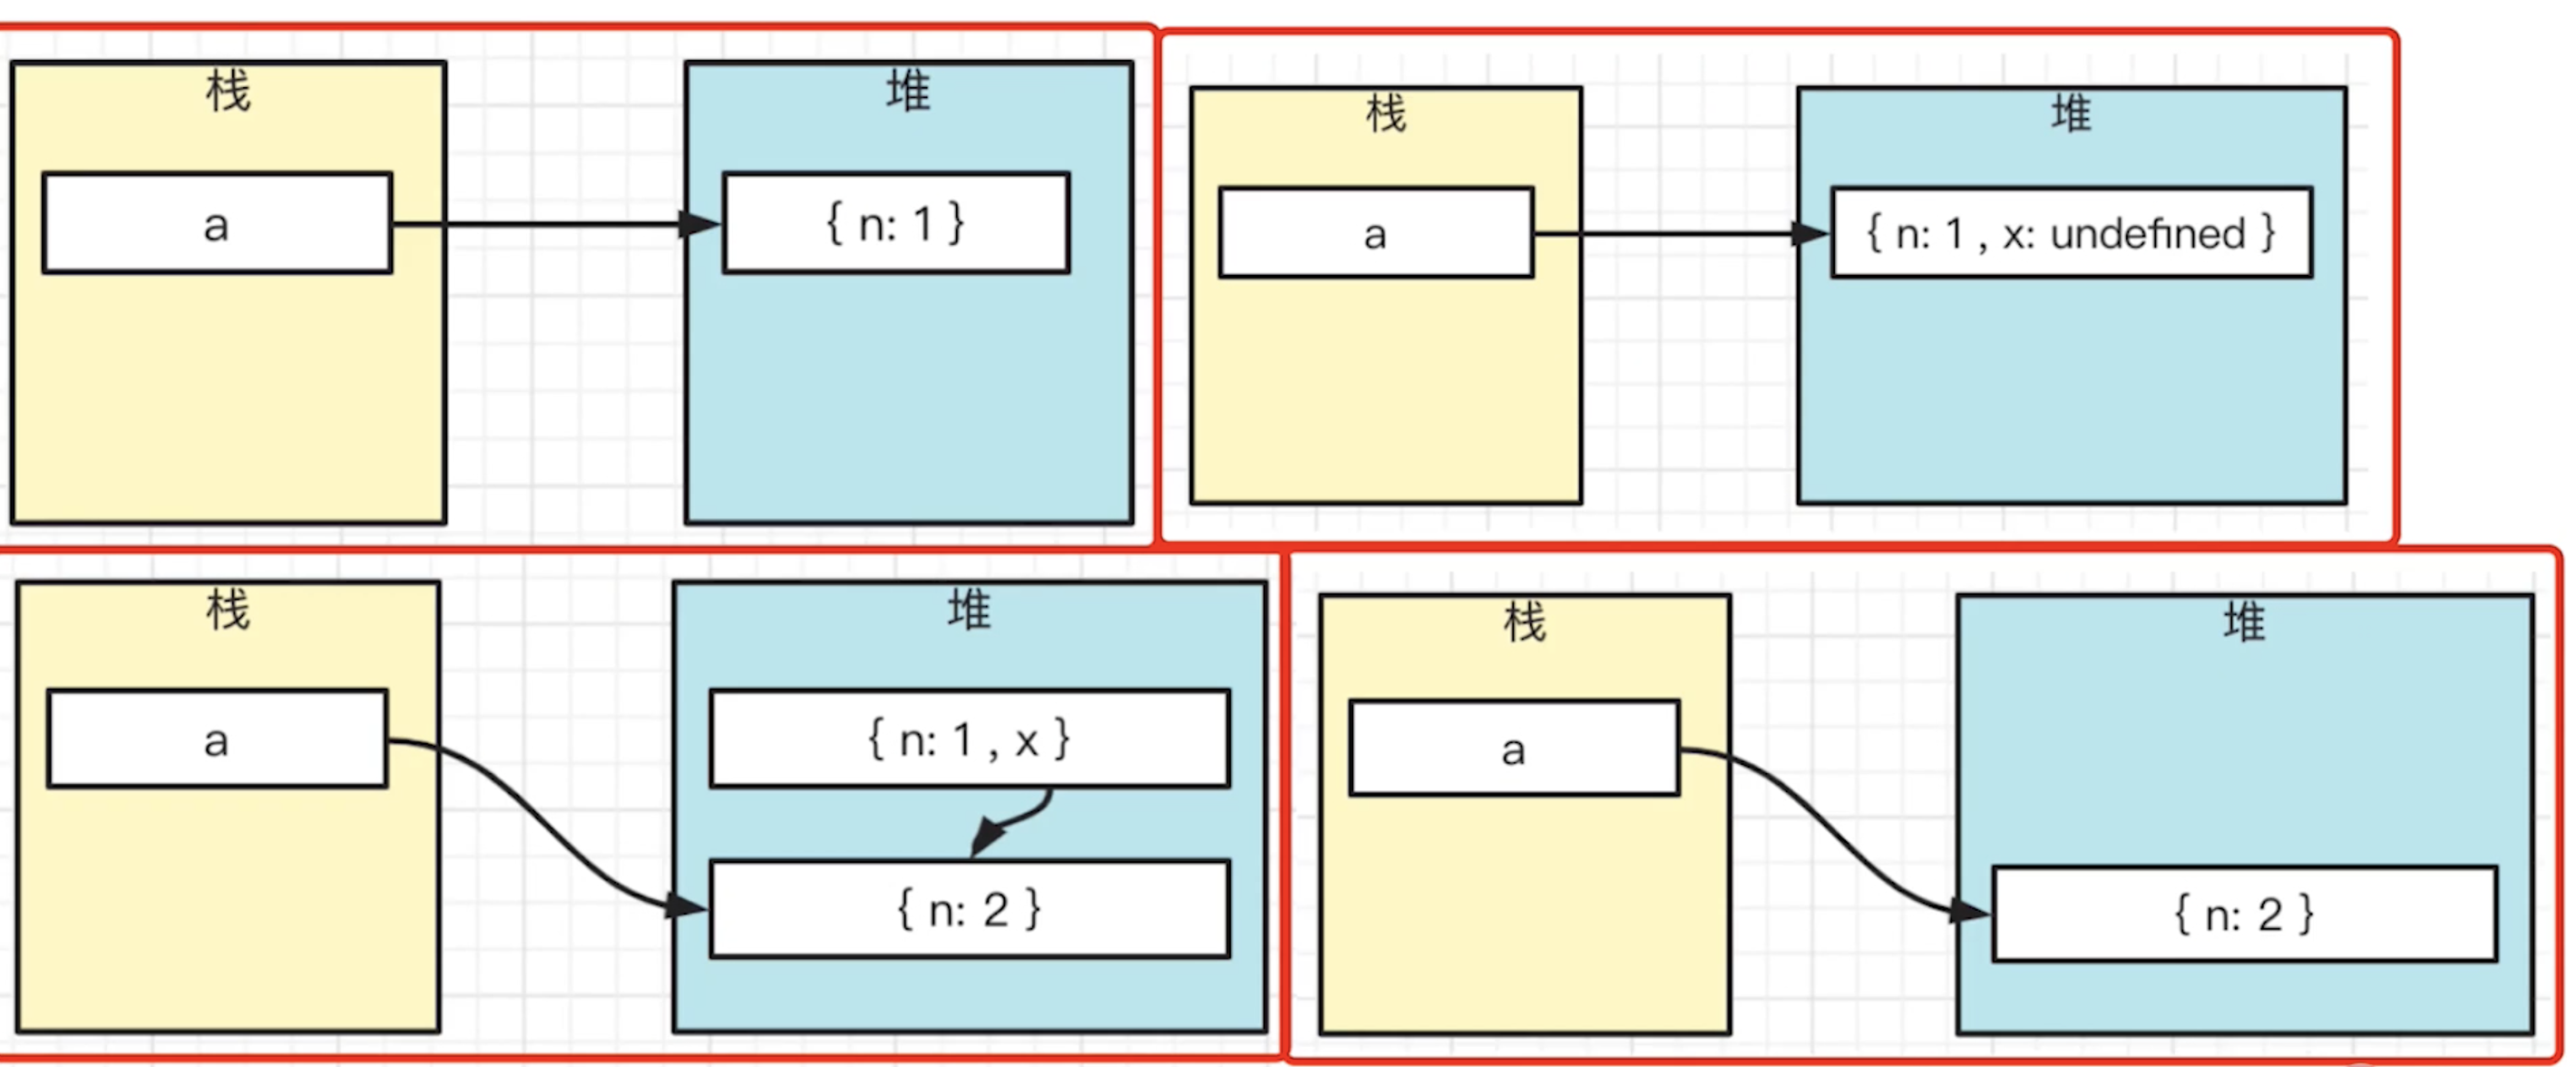 栈
堆
a
{ n: 1 }
栈
堆
a
{ n: 1 , x: undefined }
栈
堆
a
{ n: 1 , x }
{ n: 2 }
栈
堆
a
{ n: 2 }